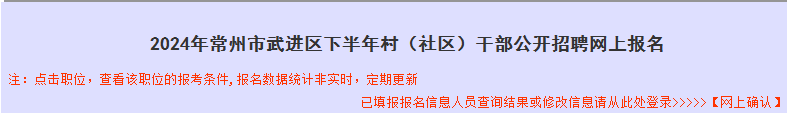 2024年常州市武进区下半年村（社区）干部公开招聘网上报名
注：点击职位，查看该职位的报考条件,报名数据统计非实时，定期更新
已填报报名信息人员查询结果或修改信息请从此处登录>>>>>【网上确认】